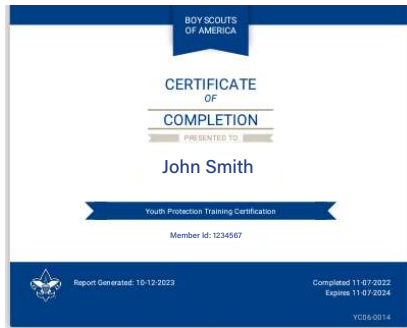 BOY SCOUTS
OF AMERICA
CERTIFICATE
OF
COMPLETION
PRESENTED TO
John Smith
Youth Protection Training Certification
Member Id: 1234567
Report Generated: 10-12-2023
Completed 11-07-2022
Expires 11-07-2024
YC06-0014